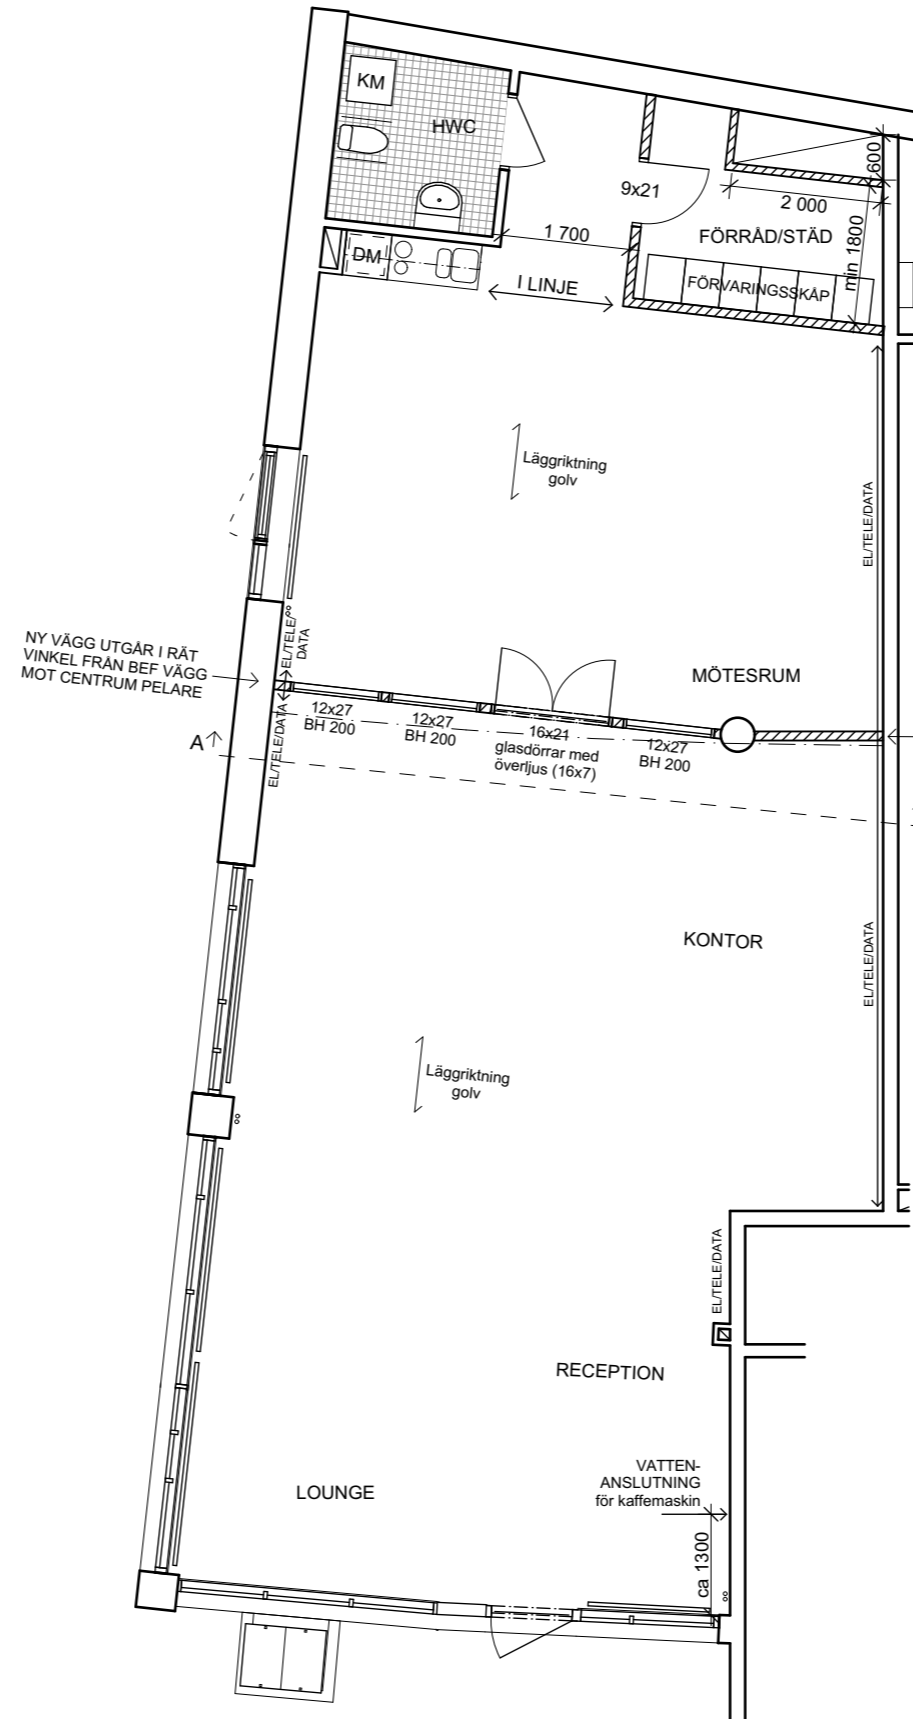 KM
HWC
600
9x21
2 000
1 700
FÖRRÅD/STÄD
min 1800
DM
I LINJE
FÖRVARINGSSKÅP
Läggriktning
golv
EL/TELE/DATA
EL/TELE/
DATA
NY VÄGG UTGÅR I RÄT
VINKEL FRÅN BEF VÄGG
MOT CENTRUM PELARE
MÖTESRUM
12x27
BH 200
12x27
BH 200
16x21
glasdörrar med
överljus (16x7)
12x27
BH 200
A
EL/TELE/DATA
KONTOR
EL/TELE/DATA
Läggriktning
golv
EL/TELE/DATA
RECEPTION
VATTEN-
ANSLUTNING
för kaffemaskin
LOUNGE
ca 1300